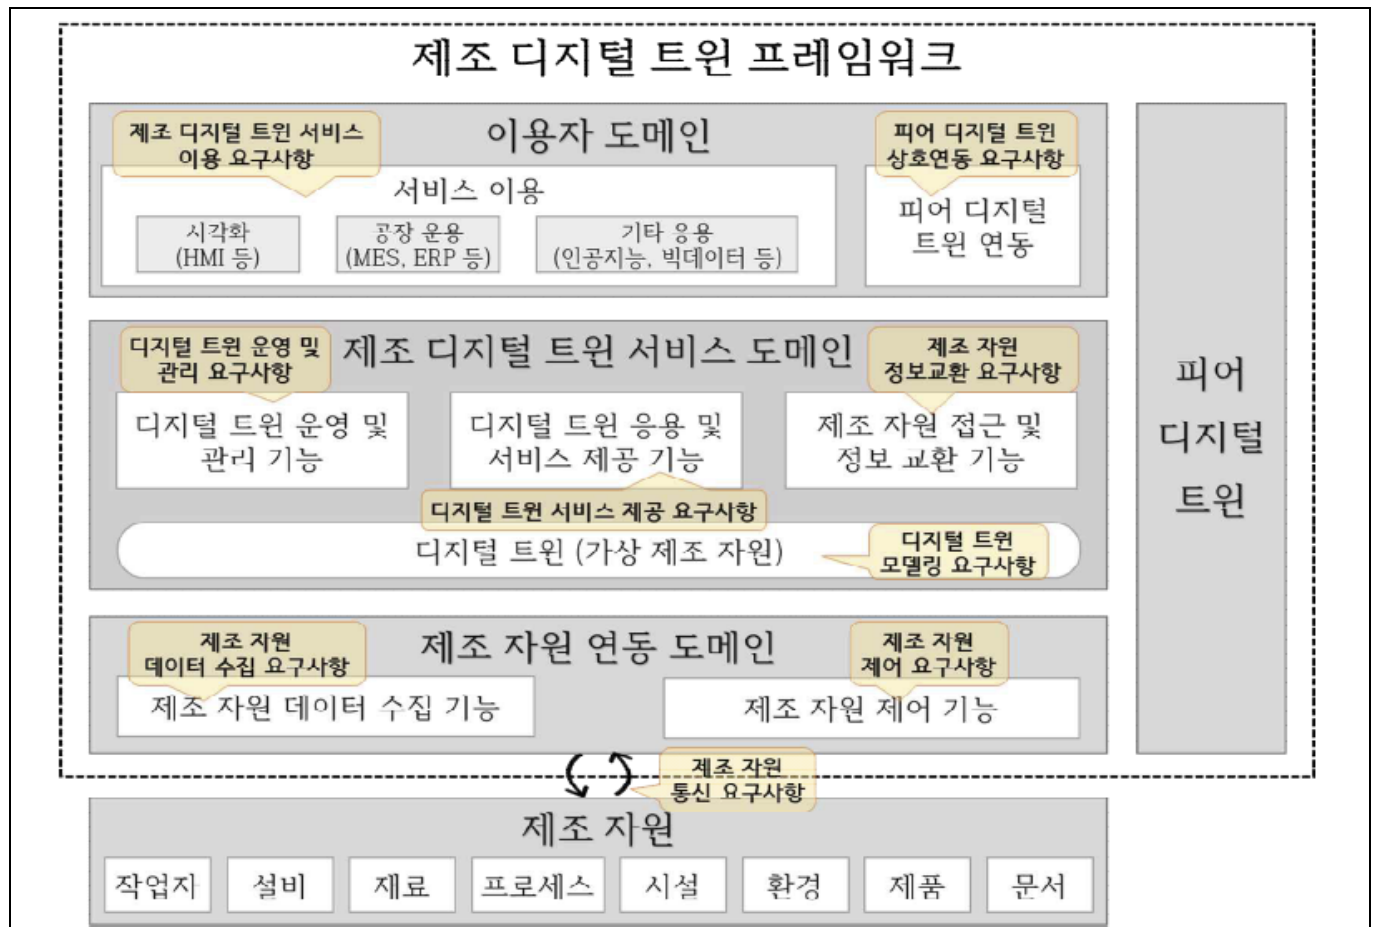 제조 디지털 트윈 프레임워크
이용자 도메인
제조 디지털 트윈 서비스
이용 요구사항
서비스 이용
시각화
(HMI 등)
공장 운용
(MES, ERP 등)
기타 응용
(인공지능, 빅데이터 등)
피어 디지털 트윈
상호연동 요구사항
피어 디지털
트윈 연동
제조 디지털 트윈 서비스 도메인
디지털 트윈 운영 및
관리 요구사항
디지털 트윈 운영 및
관리 기능
디지털 트윈 응용 및
서비스 제공 기능
제조 자원
정보교환 요구사항
제조 자원 접근 및
정보 교환 기능
디지털 트윈 서비스 제공 요구사항
디지털 트윈 (가상 제조 자원)
디지털 트윈
모델링 요구사항
제조 자원 연동 도메인
제조 자원
데이터 수집 요구사항
제조 자원 데이터 수집 기능
제조 자원
제어 요구사항
제조 자원 제어 기능
피어
디지털
트윈
제조 자원
통신 요구사항
제조 자원
작업자
설비
재료
프로세스
시설
환경
제품
문서